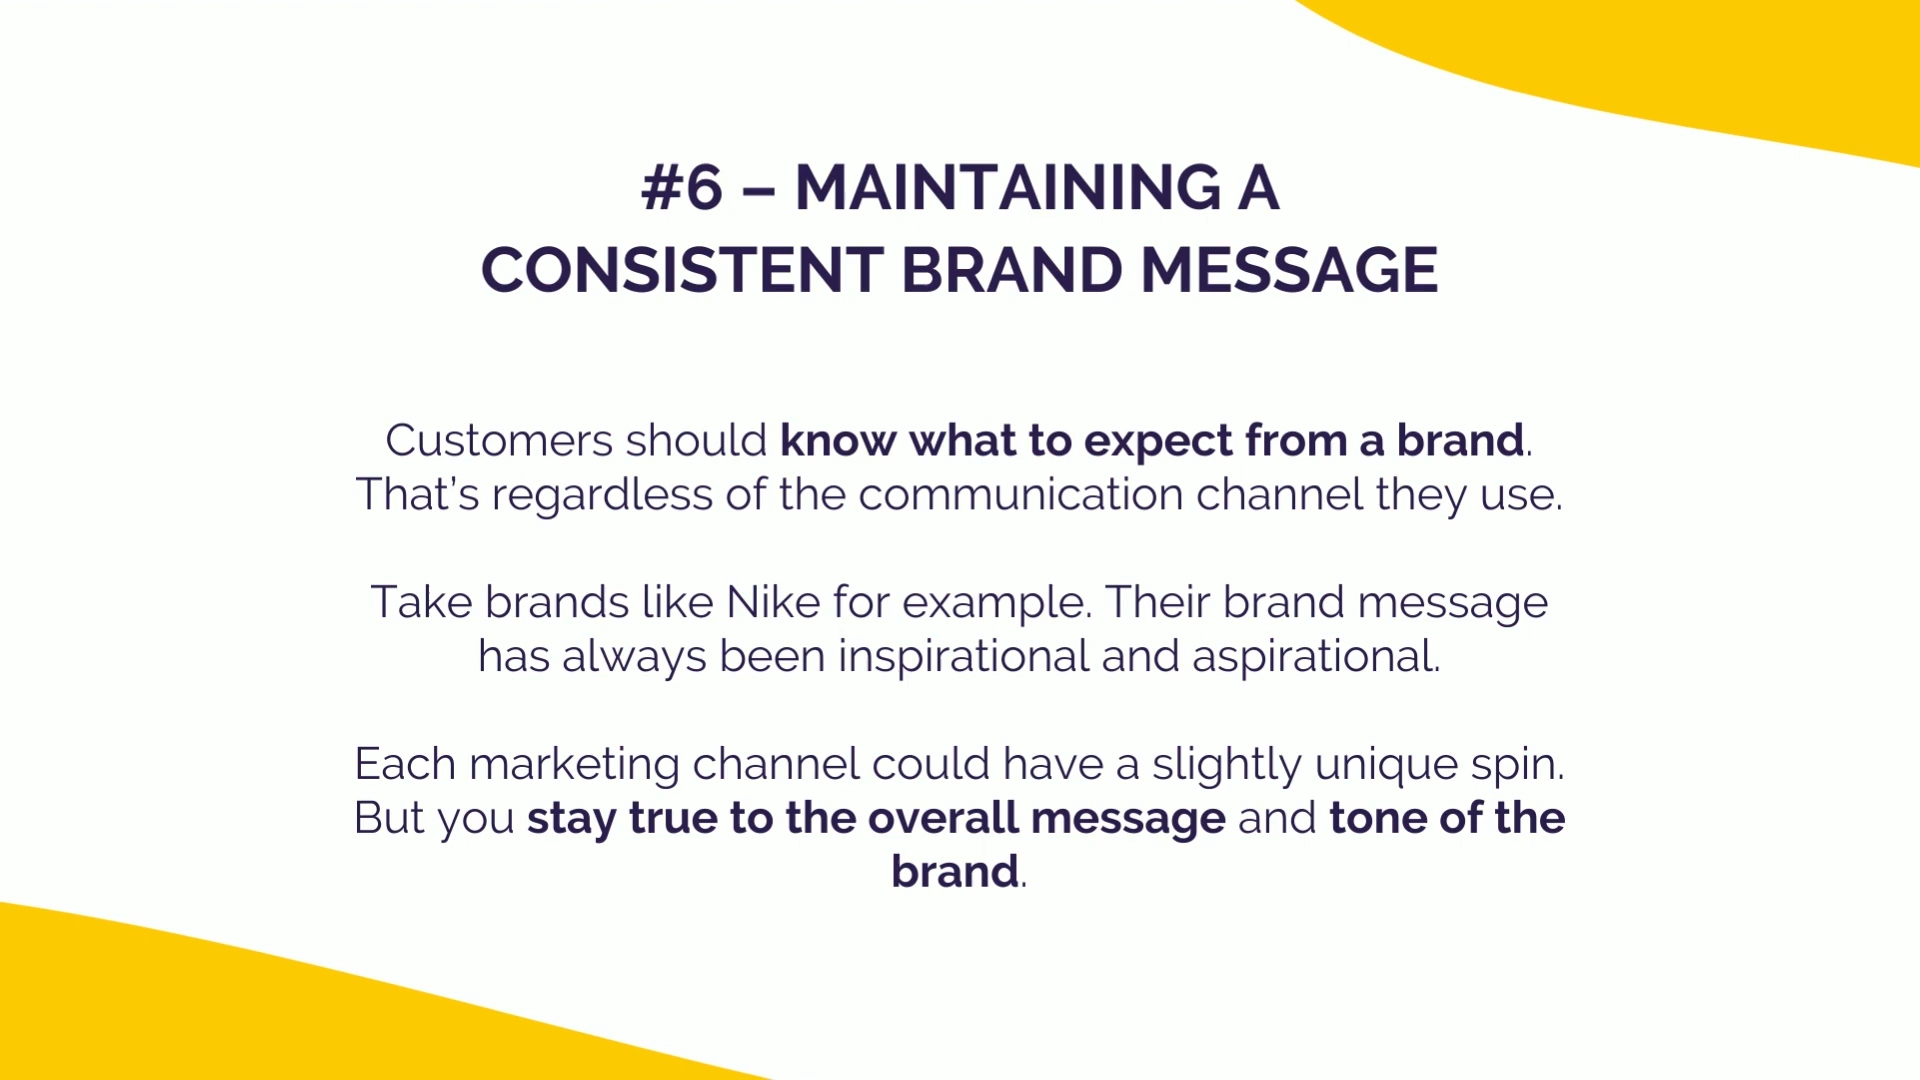 #6 – MAINTAINING A
CONSISTENT BRAND MESSAGE
Customers should know what to expect from a brand.
That’s regardless of the communication channel they use.
Take brands like Nike for example. Their brand message
has always been inspirational and aspirational.
Each marketing channel could have a slightly unique spin.
But you stay true to the overall message and tone of the
brand.